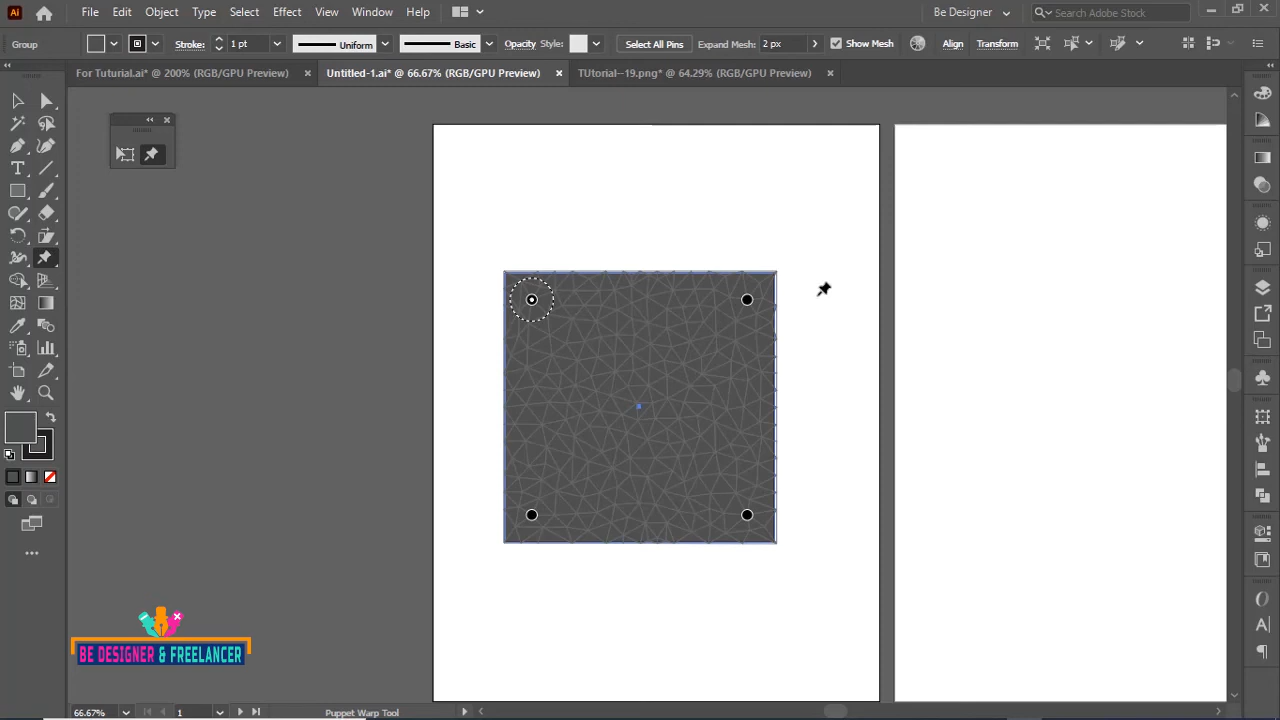 Ai File Edit Object Type Select Effect View Window Help Be Designer Search Adobe Stock
Group Stroke: 1 pt Uniform Basic Opacity Style: Select All Pins Expand Mesh: 2 px Show Mesh Align Transform
For Tuturial.ai* @ 200% (RGB/GPU Preview) Untitled-1.ai* @ 66.67% (RGB/GPU Preview) TUtorial--19.png* @ 64.29% (RGB/GPU Preview)
BE DESIGNER & FREELANCER
66.67% 1 Puppet Warp Tool